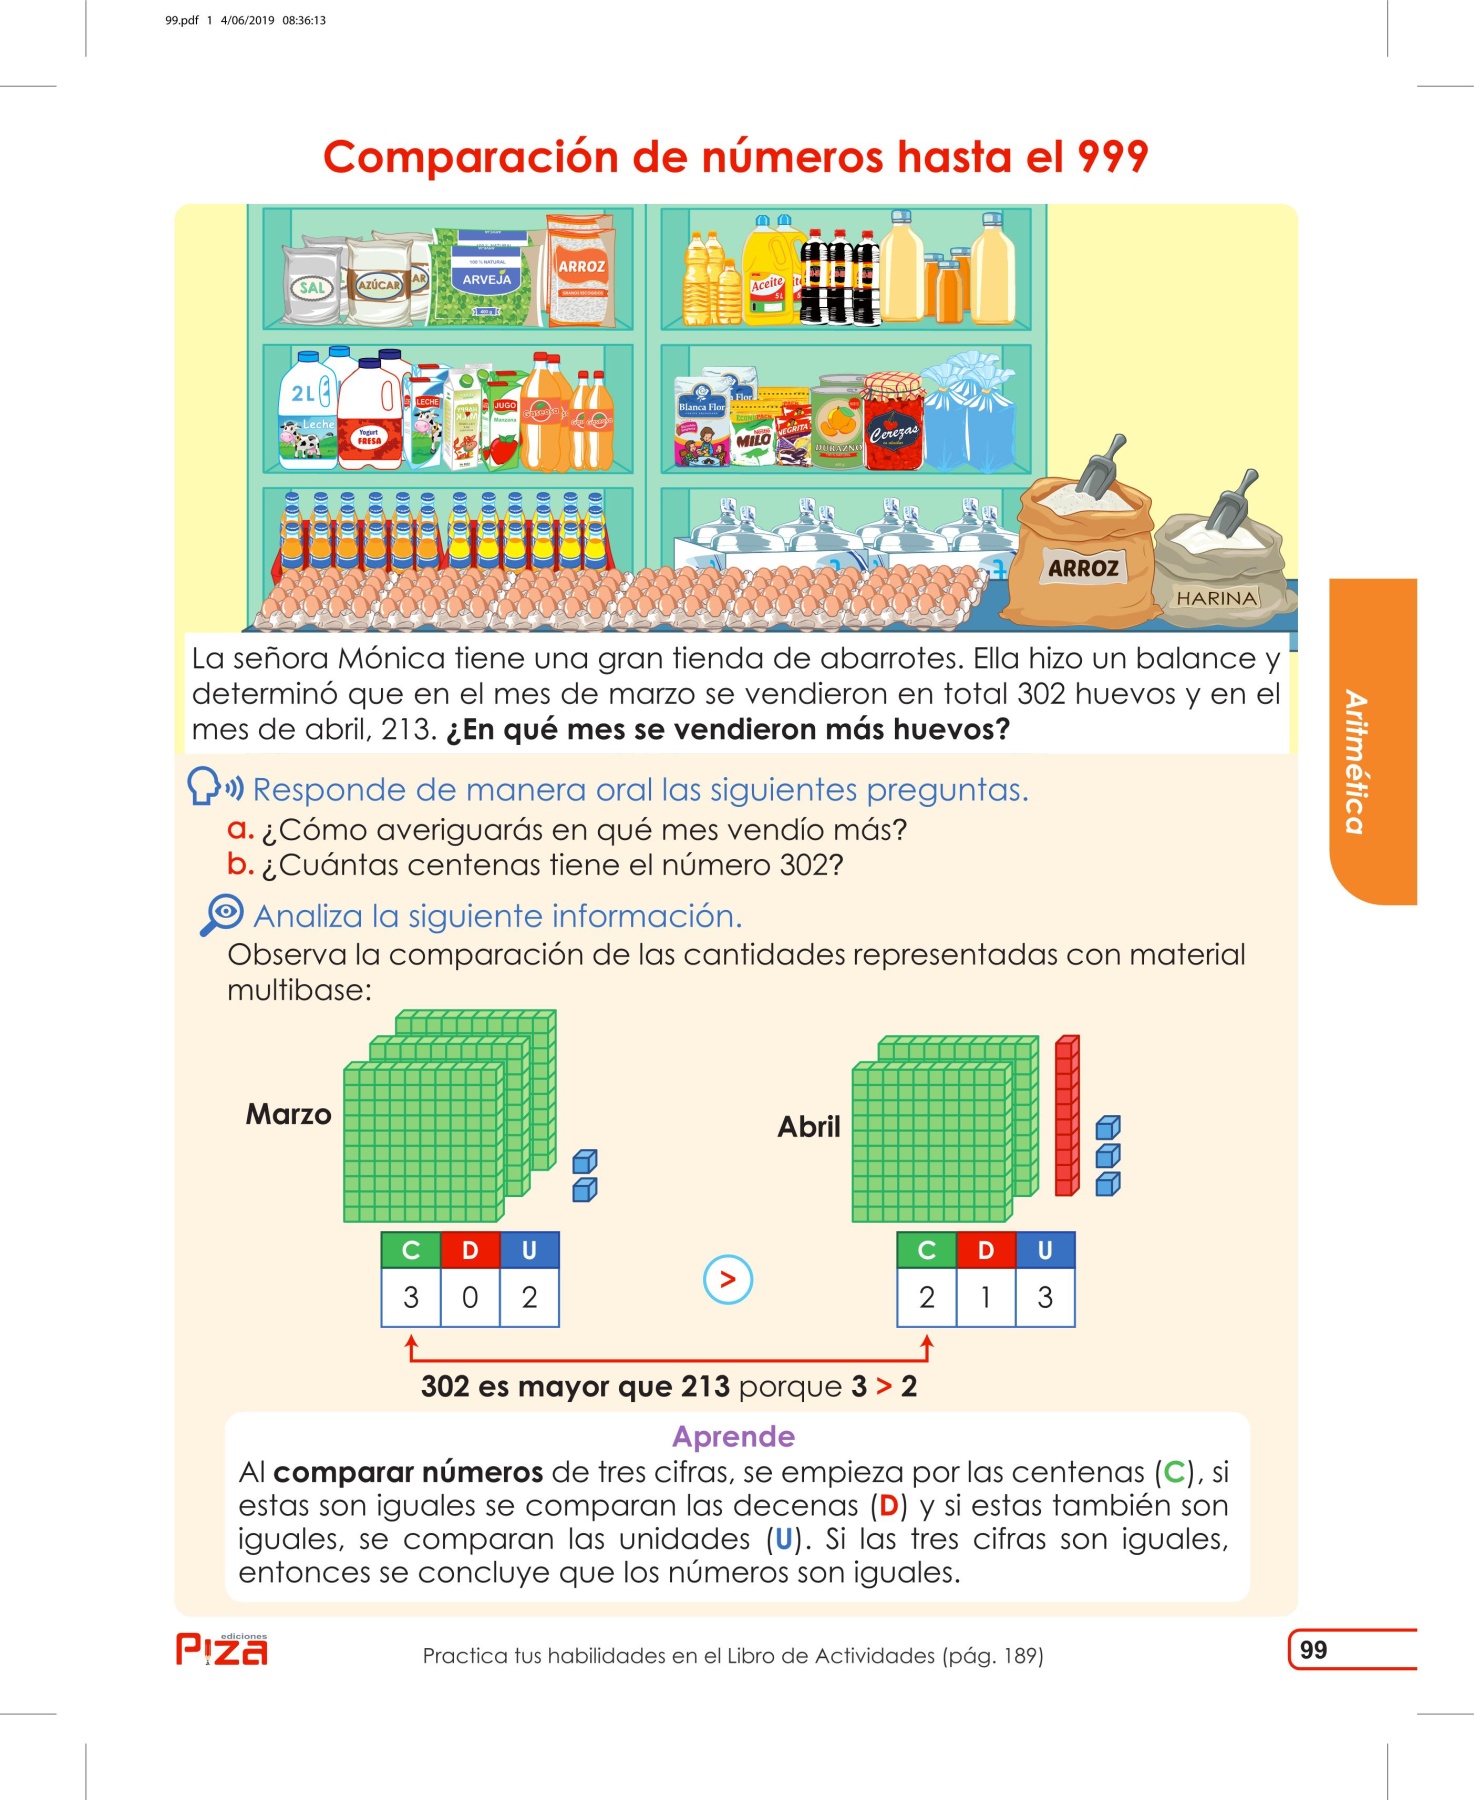 99.pdf 1 4/06/2019 08:36:13
Comparación de números hasta el 999
SAL
AZÚCAR
AR
100 % NATURAL
ARVEJA
400 g
ARROZ
Aceite
5 L
2 L
Leche
Yogurt
FRESA
LECHE
JUGO
Manzana
Gaseosa
Blanca Flor
Flor
MILO
NEGRITA
DURAZNO
Cerezas
ARROZ
HARINA
La señora Mónica tiene una gran tienda de abarrotes. Ella hizo un balance y
determinó que en el mes de marzo se vendieron en total 302 huevos y en el
mes de abril, 213. ¿En qué mes se vendieron más huevos?
Aritmética
Responde de manera oral las siguientes preguntas.
a. ¿Cómo averiguarás en qué mes vendío más?
b. ¿Cuántas centenas tiene el número 302?
Analiza la siguiente información.
Observa la comparación de las cantidades representadas con material
multibase:
Marzo
Abril
C D U
3 0 2
>
C D U
2 1 3
302 es mayor que 213 porque 3 > 2
Aprende
Al comparar números de tres cifras, se empieza por las centenas (C), si
estas son iguales se comparan las decenas (D) y si estas también son
iguales, se comparan las unidades (U). Si las tres cifras son iguales,
entonces se concluye que los números son iguales.
ediciones
PIZA
Practica tus habilidades en el Libro de Actividades (pág. 189)
99